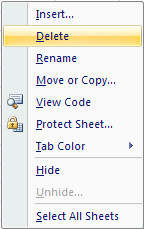 Insert...
Delete
Rename
Move or Copy...
View Code
Protect Sheet...
Tab Color
Hide
Unhide...
Select All Sheets